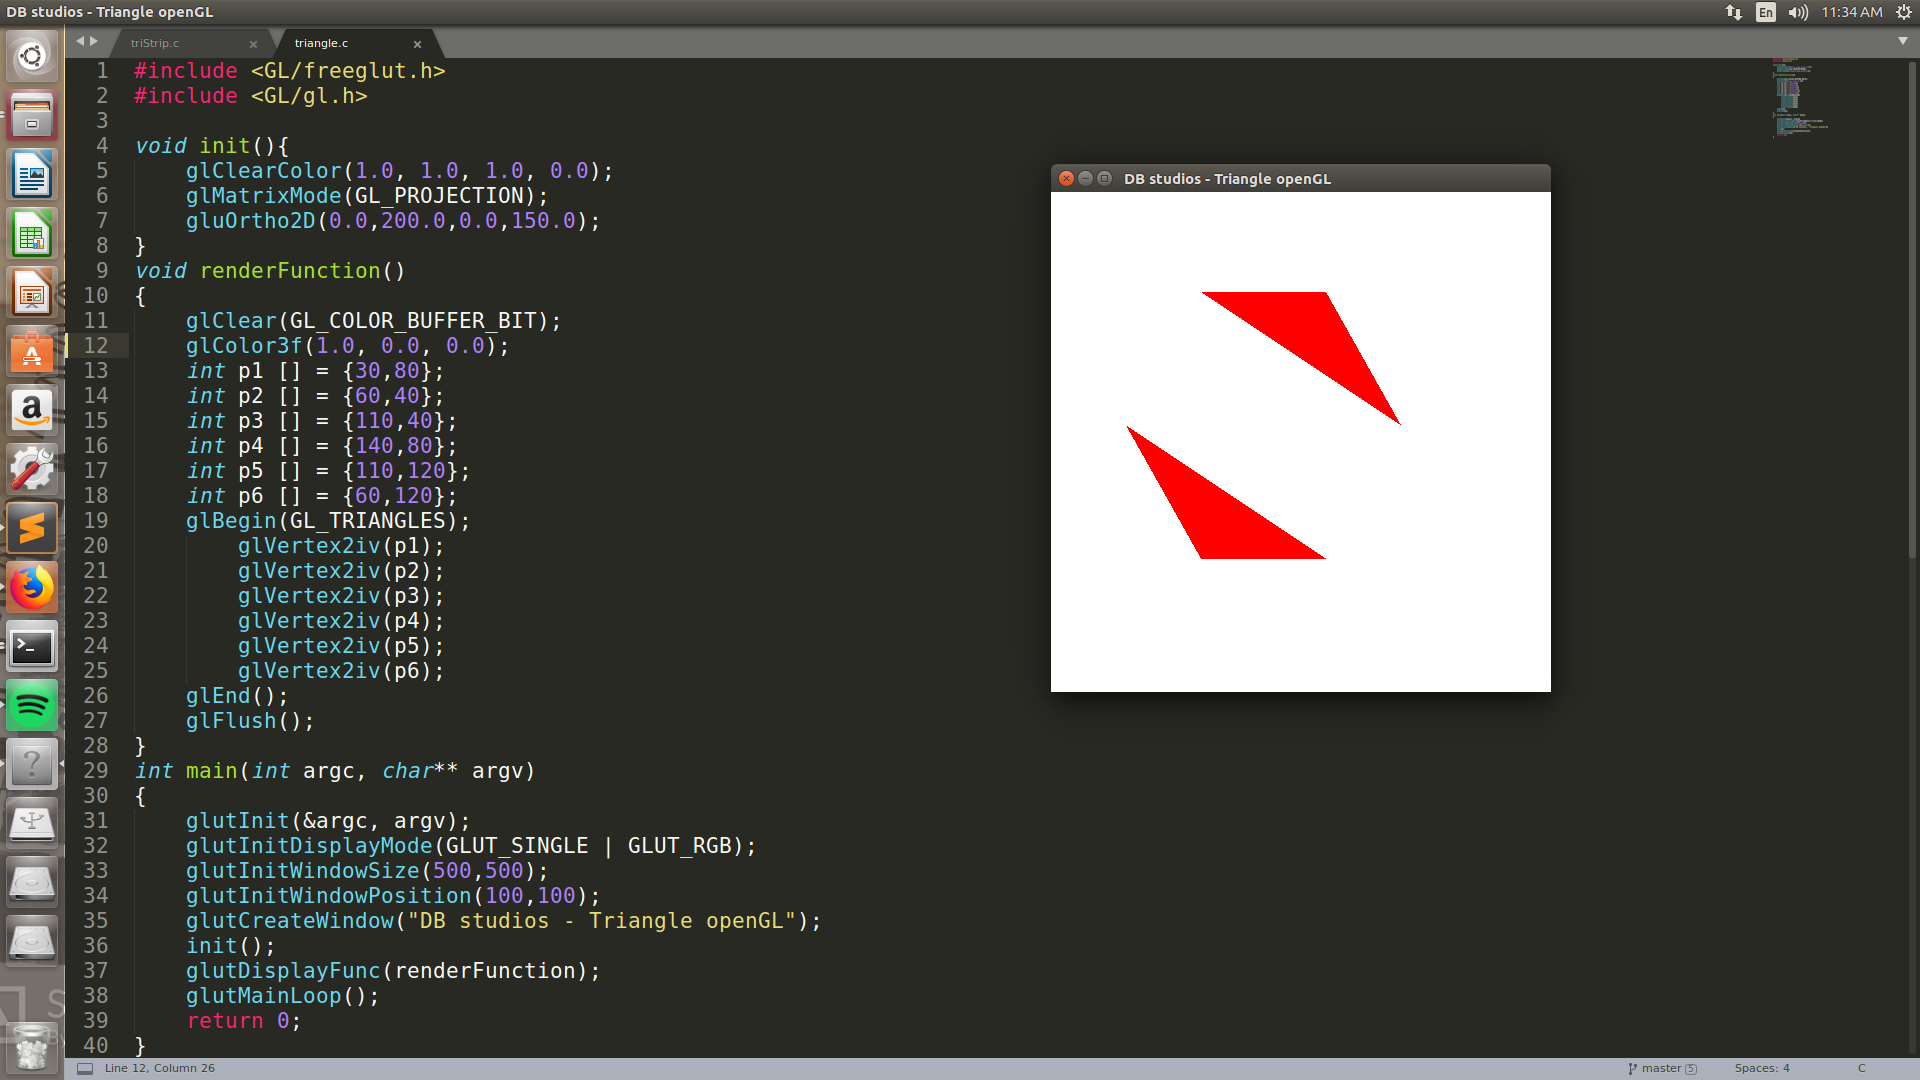 DB studios - Triangle openGL
En
11:34 AM
triStrip.c
triangle.c
1 #include <GL/freeglut.h>
2 #include <GL/gl.h>
3
4 void init(){
5     glClearColor(1.0, 1.0, 1.0, 0.0);
6     glMatrixMode(GL_PROJECTION);
7     gluOrtho2D(0.0,200.0,0.0,150.0);
8 }
9 void renderFunction()
10 {
11     glClear(GL_COLOR_BUFFER_BIT);
12     glColor3f(1.0, 0.0, 0.0);
13     int p1 [] = {30,80};
14     int p2 [] = {60,40};
15     int p3 [] = {110,40};
16     int p4 [] = {140,80};
17     int p5 [] = {110,120};
18     int p6 [] = {60,120};
19     glBegin(GL_TRIANGLES);
20         glVertex2iv(p1);
21         glVertex2iv(p2);
22         glVertex2iv(p3);
23         glVertex2iv(p4);
24         glVertex2iv(p5);
25         glVertex2iv(p6);
26     glEnd();
27     glFlush();
28 }
29 int main(int argc, char** argv)
30 {
31     glutInit(&argc, argv);
32     glutInitDisplayMode(GLUT_SINGLE | GLUT_RGB);
33     glutInitWindowSize(500,500);
34     glutInitWindowPosition(100,100);
35     glutCreateWindow("DB studios - Triangle openGL");
36     init();
37     glutDisplayFunc(renderFunction);
38     glutMainLoop();
39     return 0;
40 }
DB studios - Triangle openGL
Line 12, Column 26
master 5
Spaces: 4
C